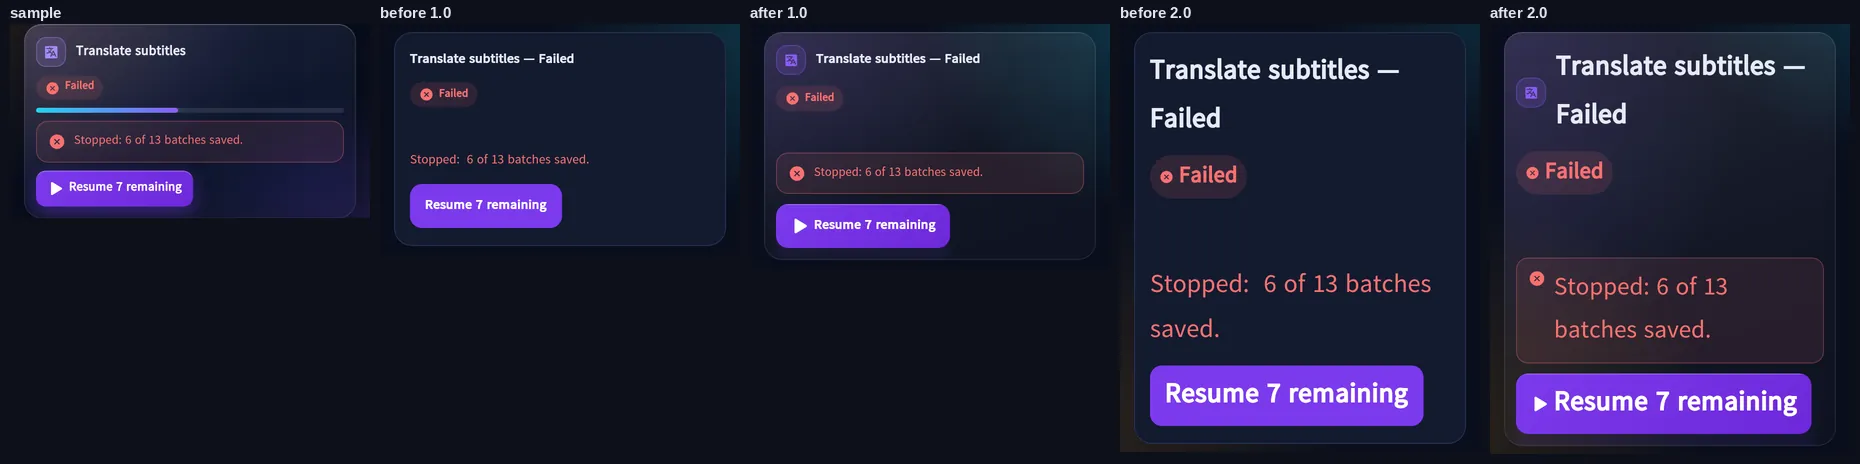 sample
Translate subtitles
Failed
Stopped: 6 of 13 batches saved.
Resume 7 remaining
before 1.0
Translate subtitles — Failed
Failed
Stopped:  6 of 13 batches saved.
Resume 7 remaining
after 1.0
Translate subtitles — Failed
Failed
Stopped: 6 of 13 batches saved.
Resume 7 remaining
before 2.0
Translate subtitles —
Failed
Failed
Stopped:  6 of 13 batches
saved.
Resume 7 remaining
after 2.0
Translate subtitles —
Failed
Failed
Stopped: 6 of 13
batches saved.
Resume 7 remaining